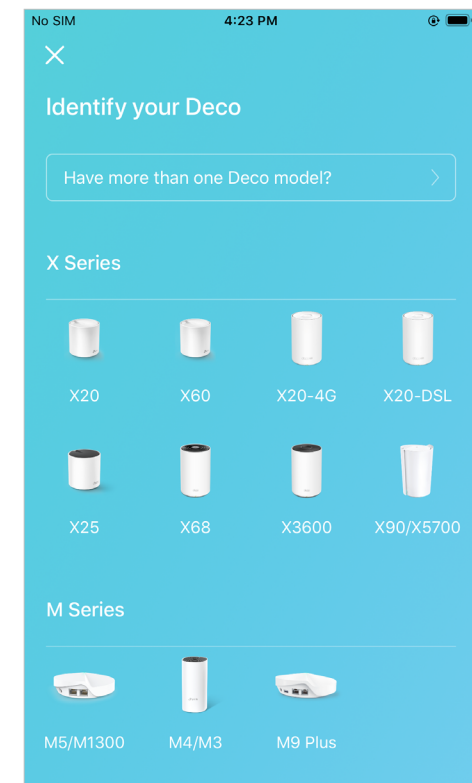 No SIM 4:23 PM
Identify your Deco
Have more than one Deco model?
X Series
X20 X60 X20-4G X20-DSL
X25 X68 X3600 X90/X5700
M Series
M5/M1300 M4/M3 M9 Plus